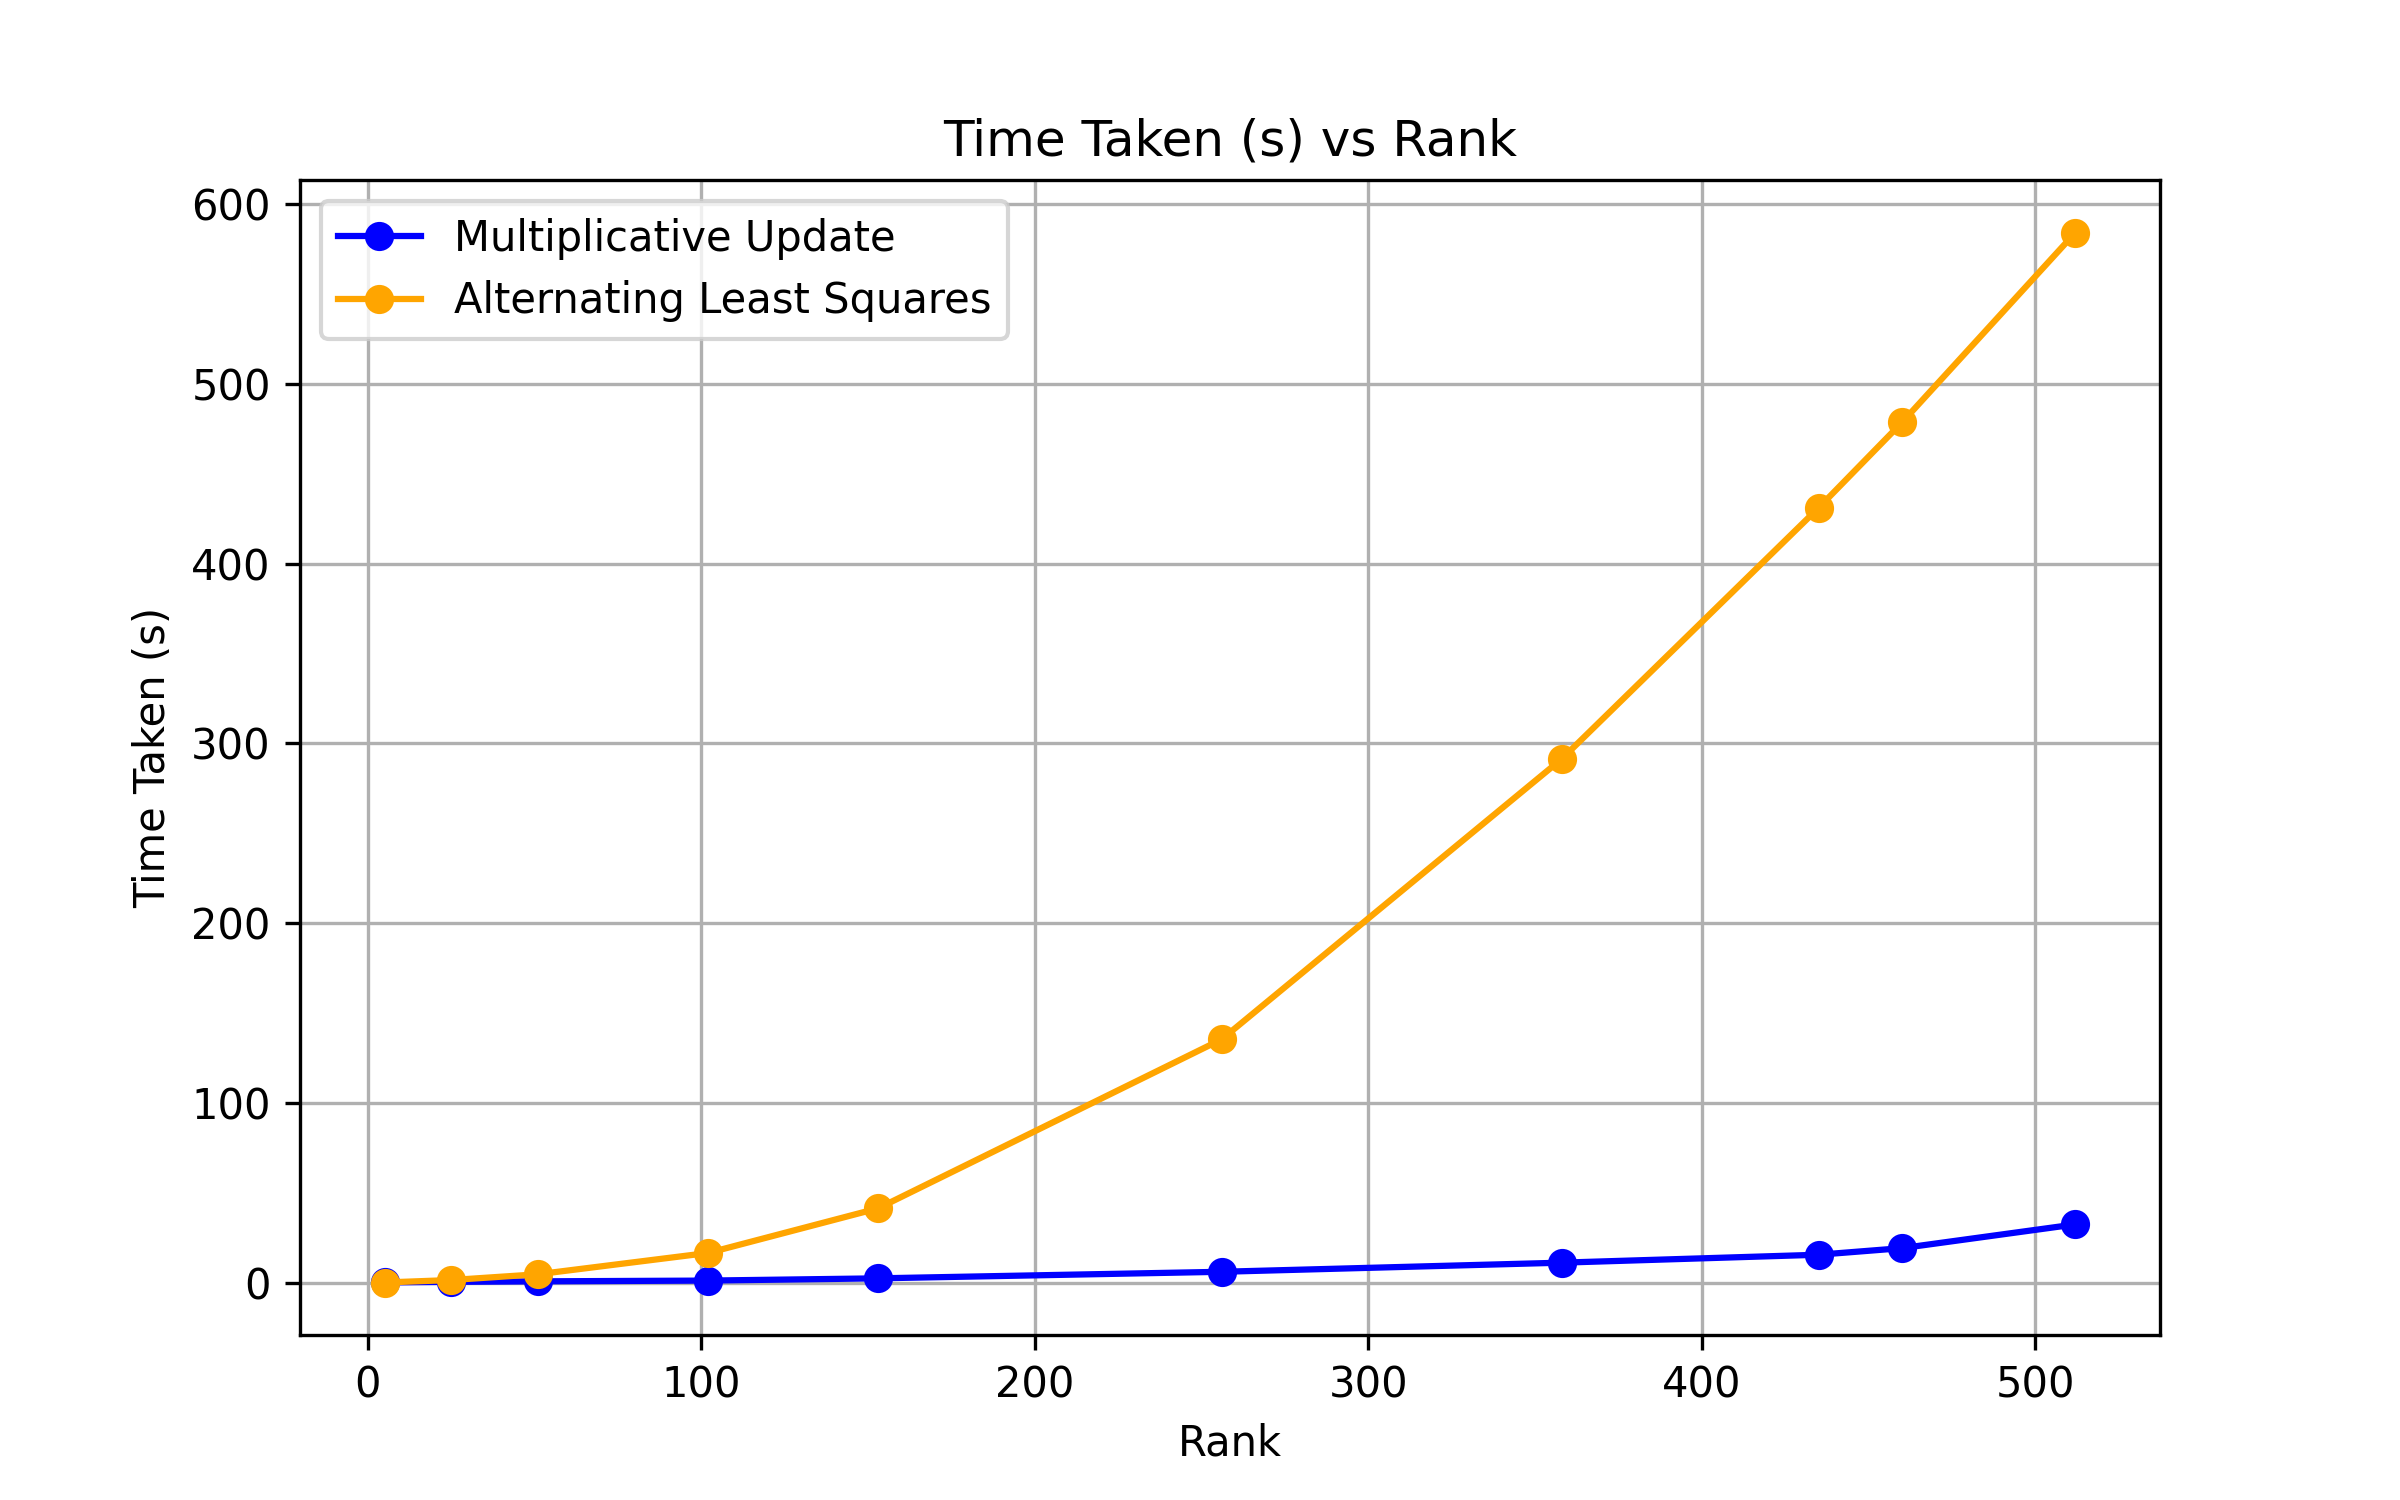 Time Taken (s) vs Rank
Multiplicative Update
Alternating Least Squares
Time Taken (s)
600
500
400
300
200
100
0
0 100 200 300 400 500
Rank